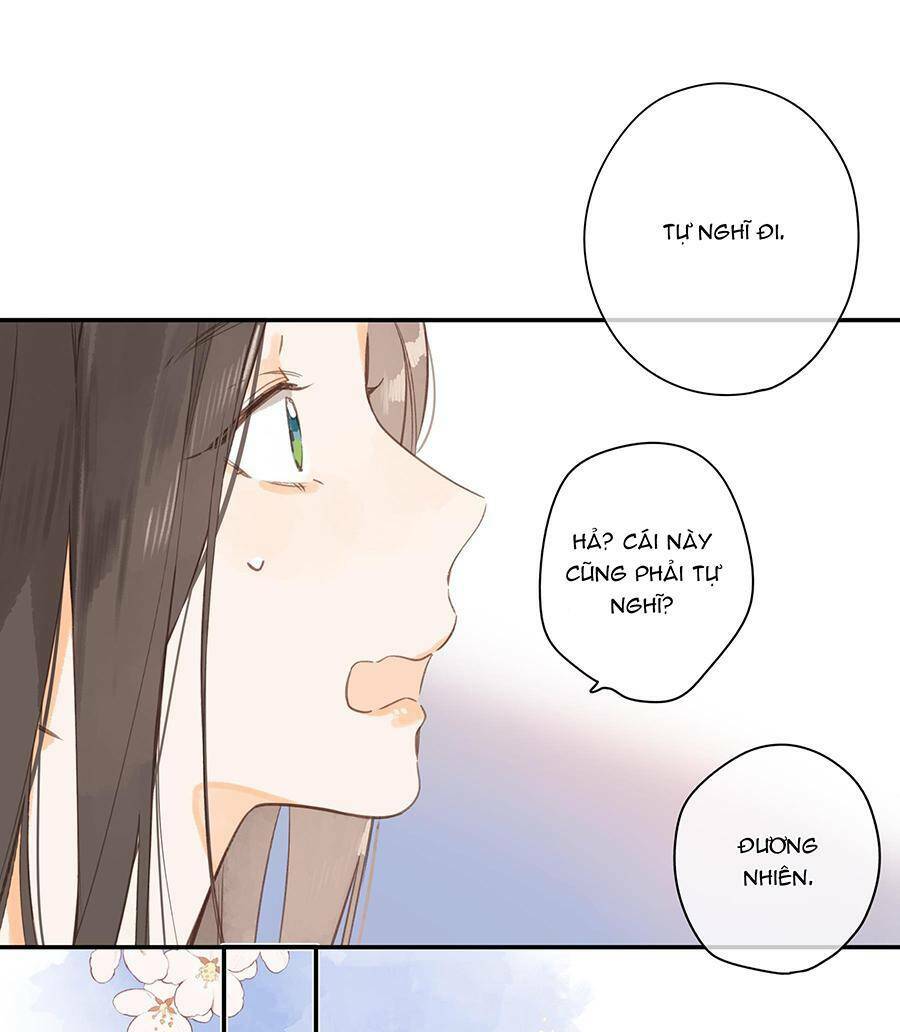 TỰ NGHĨ ĐI.
HẢ? CÁI NÀY
CŨNG PHẢI TỰ
NGHĨ?
ĐƯƠNG
NHIÊN.